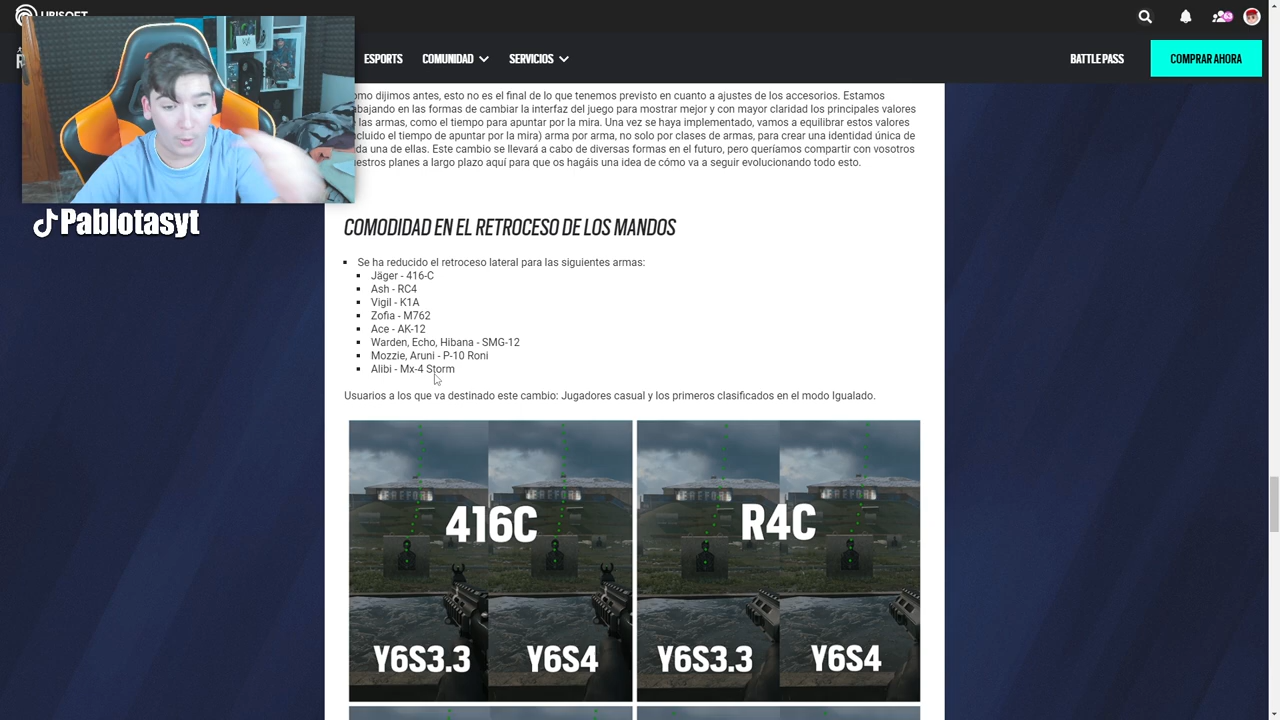 ESPORTS COMUNIDAD SERVICIOS BATTLE PASS COMPRAR AHORA
63
dijimos antes, esto no es el final de lo que tenemos previsto en cuanto a ajustes de los accesorios. Estamos
en las formas de cambiar la interfaz del juego para mostrar mejor y con mayor claridad los principales valores
las armas, como el tiempo para apuntar por la mira. Una vez se haya implementado, vamos a equilibrar estos valores
el tiempo de apuntar por la mira) arma por arma, no solo por clases de armas, para crear una identidad única de
una de ellas. Este cambio se llevará a cabo de diversas formas en el futuro, pero queríamos compartir con vosotros
planes a largo plazo aquí para que os hagáis una idea de cómo va a seguir evolucionando todo esto.
Pablotasyt
COMODIDAD EN EL RETROCESO DE LOS MANDOS
Se ha reducido el retroceso lateral para las siguientes armas:
Jäger - 416-C
Ash - RC4
Vigil - K1A
Zofia - M762
Ace - AK-12
Warden, Echo, Hibana - SMG-12
Mozzie, Aruni - P-10 Roni
Alibi - Mx-4 Storm
Usuarios a los que va destinado este cambio: Jugadores casual y los primeros clasificados en el modo Igualado.
416C
R4C
Y6S3.3 Y6S4 Y6S3.3 Y6S4